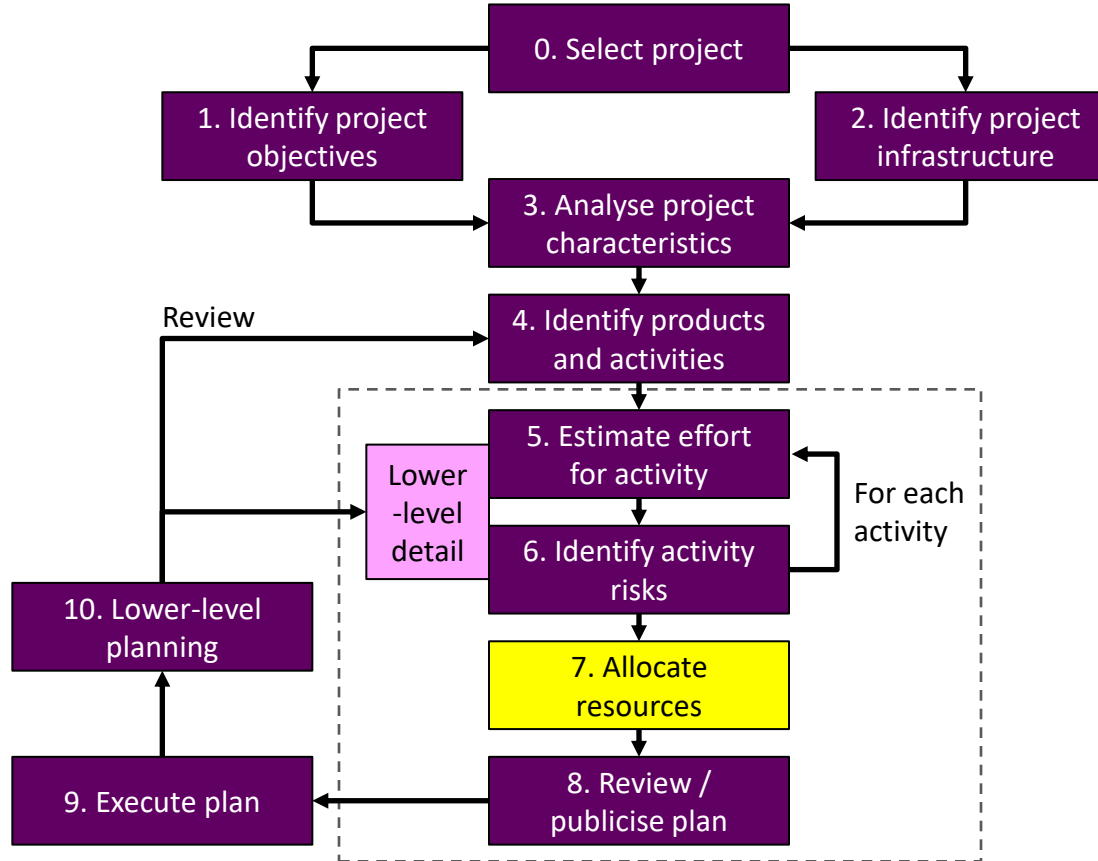 0. Select project
1. Identify project
objectives
2. Identify project
infrastructure
3. Analyse project
characteristics
Review
4. Identify products
and activities
5. Estimate effort
for activity
Lower
-level
detail
For each
activity
6. Identify activity
risks
10. Lower-level
planning
7. Allocate
resources
9. Execute plan
8. Review /
publicise plan